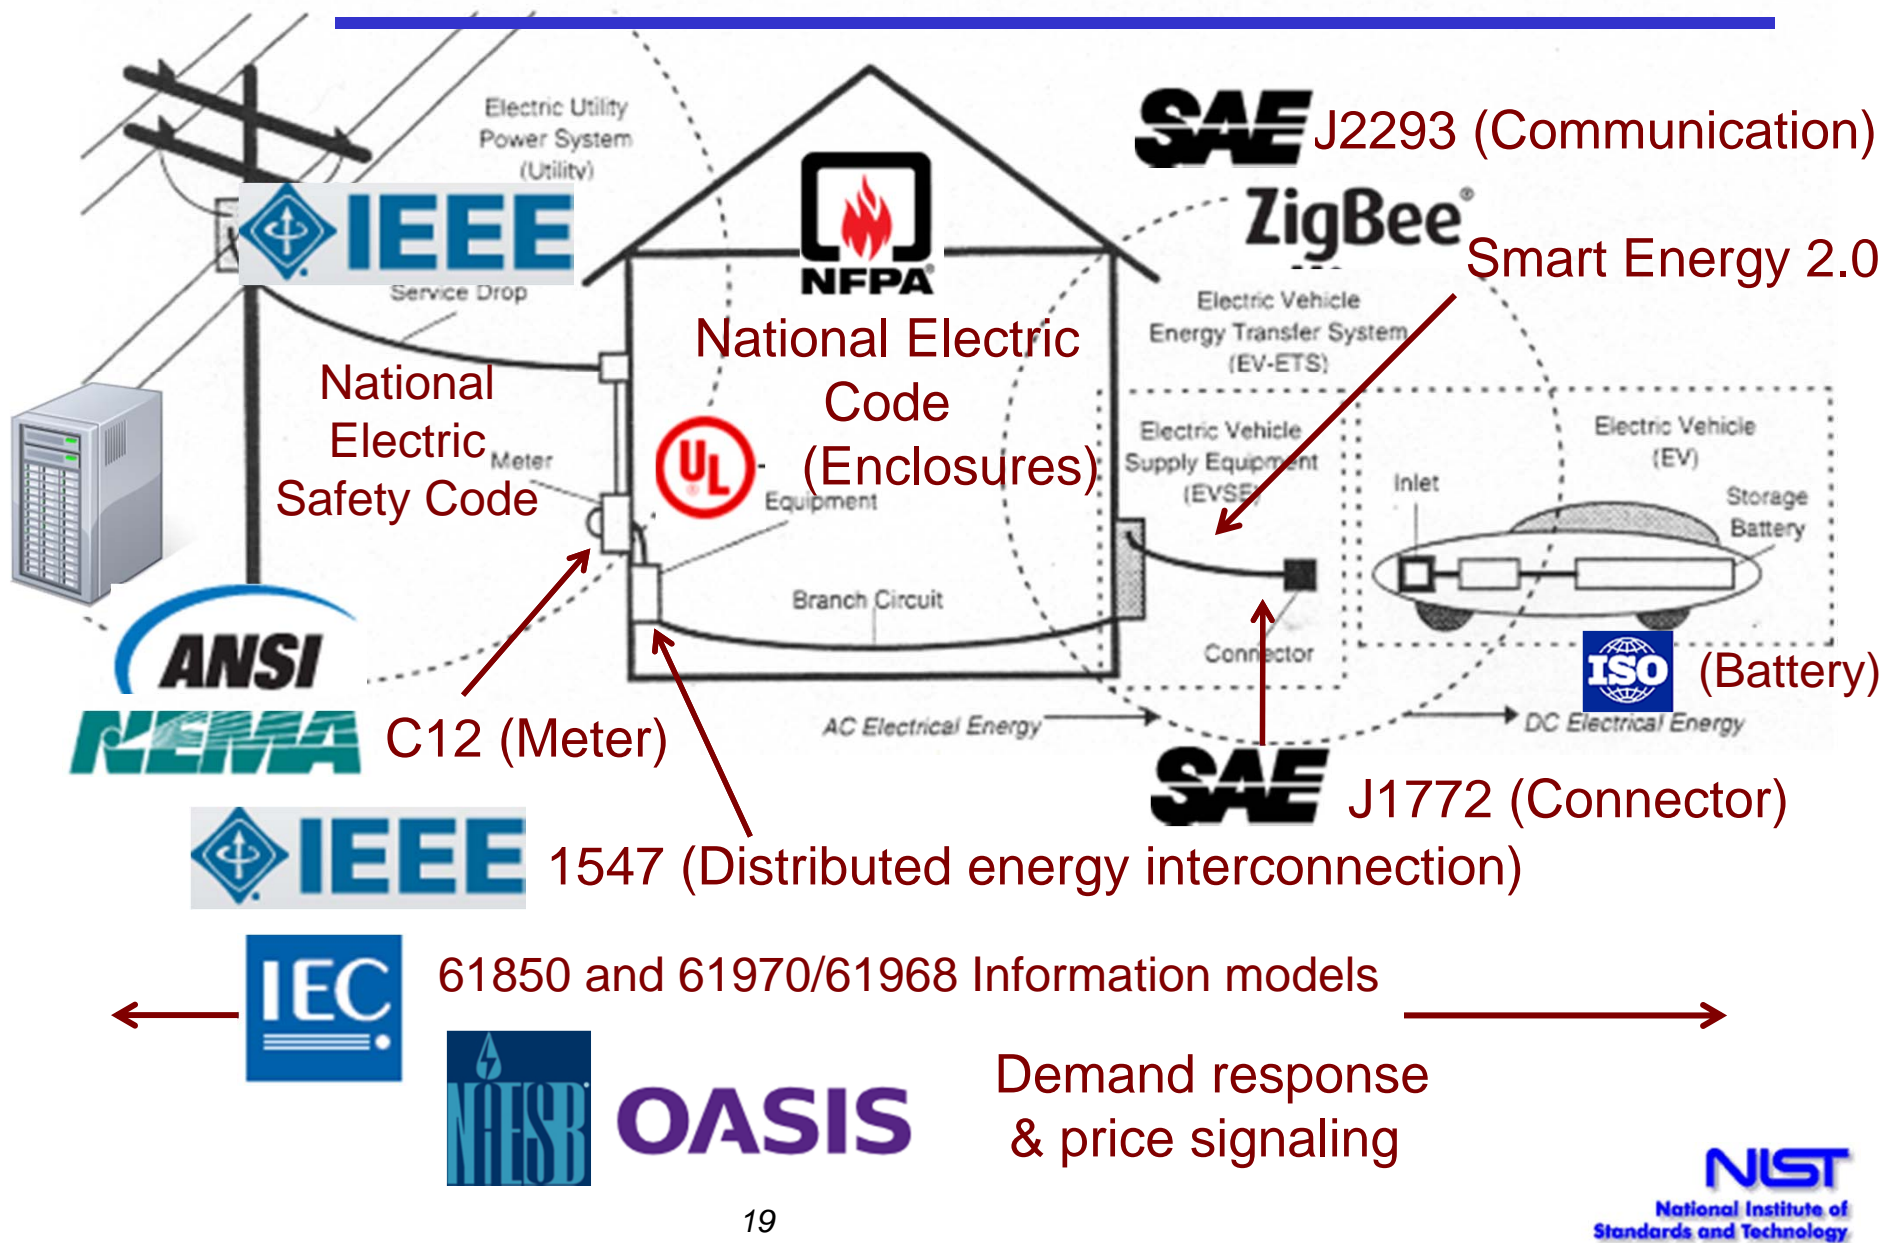 Electric Utility
Power System
(Utility)
IEEE
Service Drop
National
Electric
Safety Code
Meter
NFPA
National Electric
Code
(Enclosures)
UL
Equipment
Branch Circuit
SAE J2293 (Communication)
ZigBee®
Smart Energy 2.0
Electric Vehicle
Energy Transfer System
(EV-ETS)
Electric Vehicle
Supply Equipment
(EVSE)
Connector
Electric Vehicle
(EV)
Inlet
Storage
Battery
ISO (Battery)
AC Electrical Energy
DC Electrical Energy
ANSI
NEMA
C12 (Meter)
SAE J1772 (Connector)
IEEE 1547 (Distributed energy interconnection)
IEC 61850 and 61970/61968 Information models
NAESB OASIS
Demand response
& price signaling
19
NIST
National Institute of
Standards and Technology